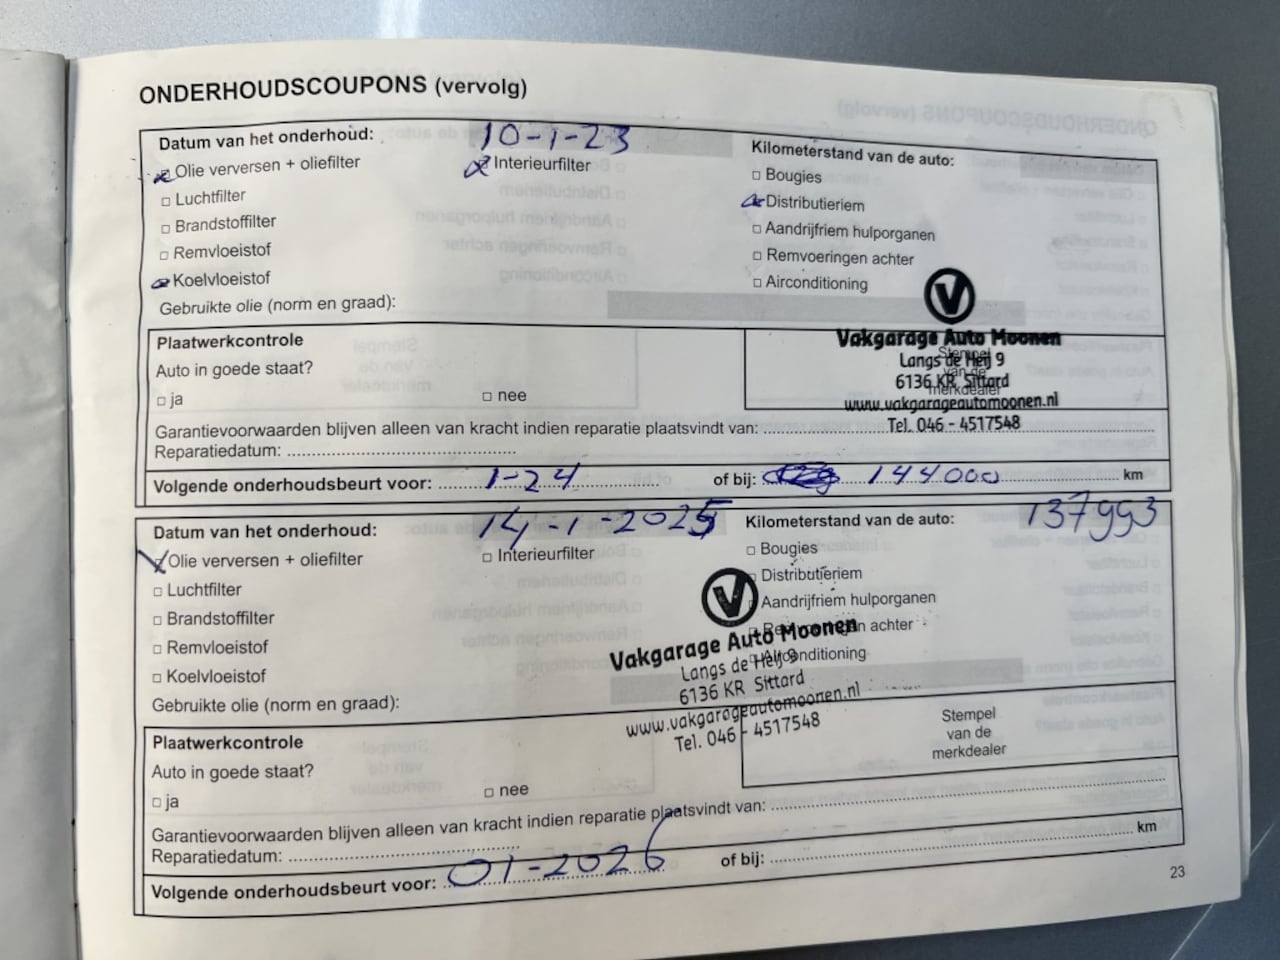 ONDERHOUDSCOUPONS (vervolg)
Datum van het onderhoud: 10-1-23 Kilometerstand van de auto:
Olie verversen + oliefilter Interieurfilter Bougies
Luchtfilter Distributieriem
Brandstoffilter Aandrijfriem hulporganen
Remvloeistof Remvoeringen achter
Koelvloeistof Airconditioning
Gebruikte olie (norm en graad):
Plaatwerkcontrole
Auto in goede staat?
ja nee
Stempel
van de
merkdealer
V
Vakgarage Auto Moonen
Langs de Heij 9
6136 KR Sittard
www.vakgarageautomoonen.nl
Tel. 046 - 4517548
Garantievoorwaarden blijven alleen van kracht indien reparatie plaatsvindt van:
Reparatiedatum:
Volgende onderhoudsbeurt voor: 1-24 of bij: 144000 km
Datum van het onderhoud: 14-1-2025 Kilometerstand van de auto: 137993
Olie verversen + oliefilter Interieurfilter Bougies
Luchtfilter Distributieriem
Brandstoffilter Aandrijfriem hulporganen
Remvloeistof Remvoeringen achter
Koelvloeistof Airconditioning
Gebruikte olie (norm en graad):
V
Vakgarage Auto Moonen
Langs de Heij 9
6136 KR Sittard
www.vakgarageautomoonen.nl
Tel. 046 - 4517548
Plaatwerkcontrole
Auto in goede staat?
ja nee
Stempel
van de
merkdealer
Garantievoorwaarden blijven alleen van kracht indien reparatie plaatsvindt van:
Reparatiedatum:
Volgende onderhoudsbeurt voor: 01-2026 of bij: km
23